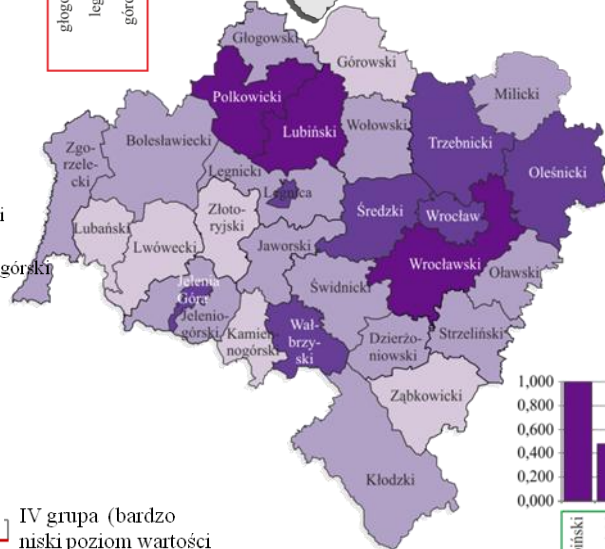 głogo
leg
góro
Głogowski
Górowski
Polkowicki
Milicki
Lubiński
Wołowski
Trzebnicki
Bolesławiecki
Zgo-
rzele-
cki
Legnicki
Oleśnicki
Legnica
Złoto-
ryjski
Średzki
Wrocław
i
Lubański
Lwówecki
Jaworski
Wrocławski
górski
Oławski
Jelenia
Góra
Świdnicki
Jelenio-
górski
Kamien
nogórski
Wał-
brzy-
ski
Dzierżo-
niowski
Strzeliński
Ząbkowicki
Kłodzki
1,000
0,800
0,600
0,400
0,200
0,000
iński
IV grupa (bardzo
niski poziom wartości